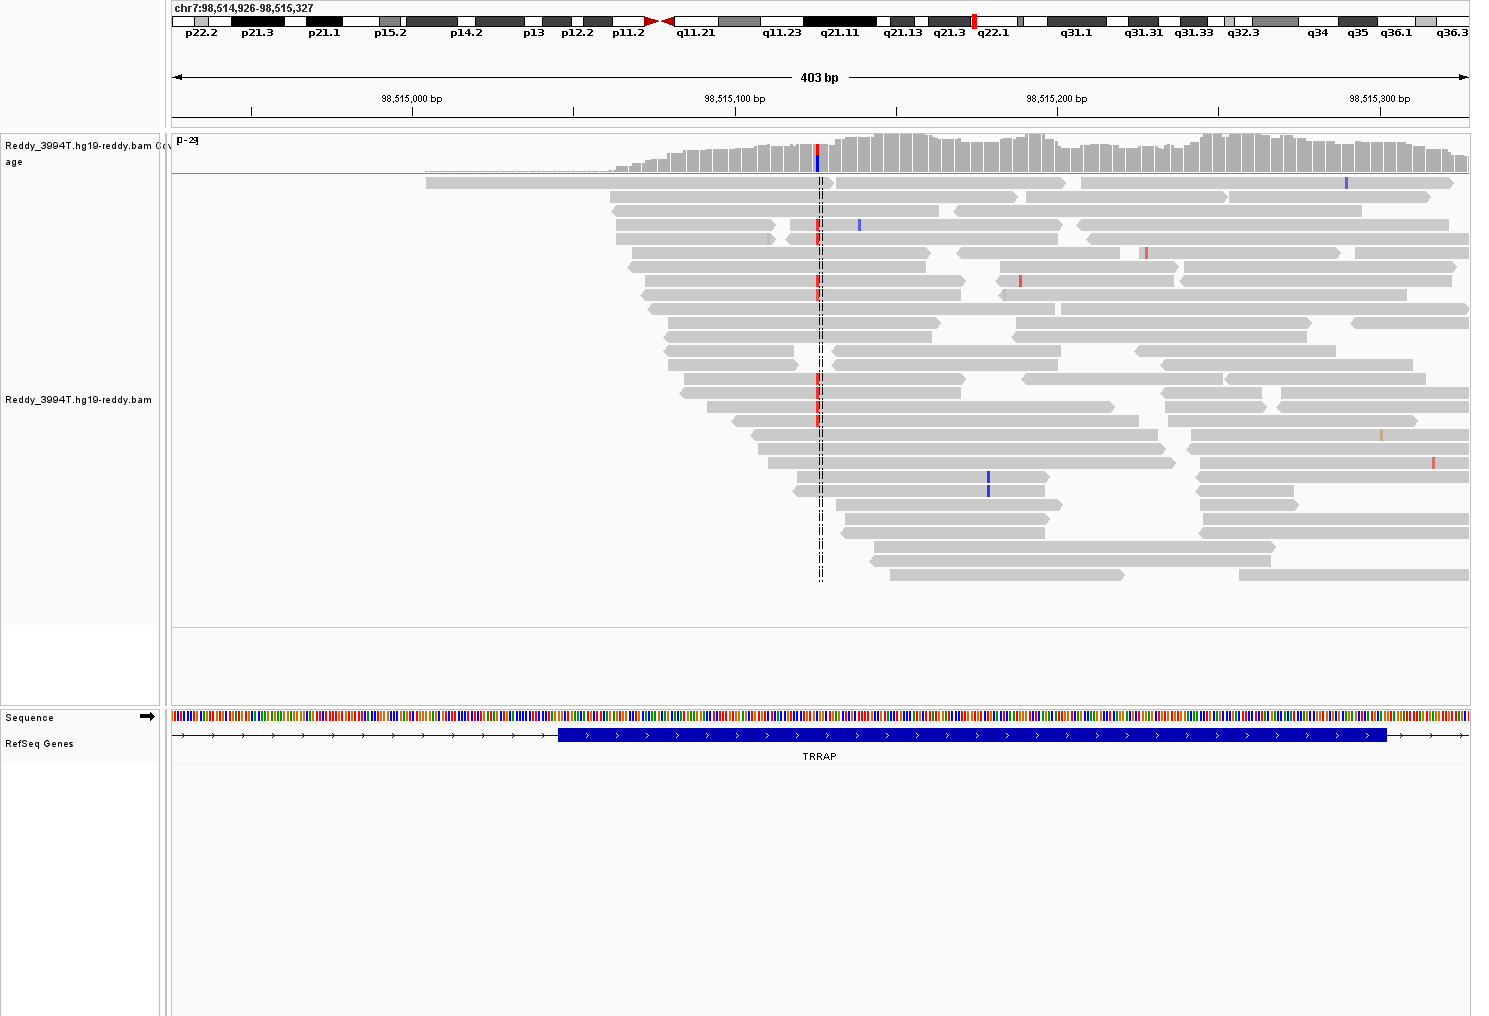 chr7:98,514,926-98,515,327
p22.2 p21.3 p21.1 p15.2 p14.2 p13 p12.2 p11.2 q11.21 q11.23 q21.11 q21.13 q21.3 q22.1 q31.1 q31.31 q31.33 q32.3 q34 q35 q36.1 q36.3
403 bp
98,515,000 bp 98,515,100 bp 98,515,200 bp 98,515,300 bp
Reddy_3994T.hg19-reddy.bam Cov
age
[0 - 29]
Reddy_3994T.hg19-reddy.bam
Sequence
RefSeq Genes
TRRAP